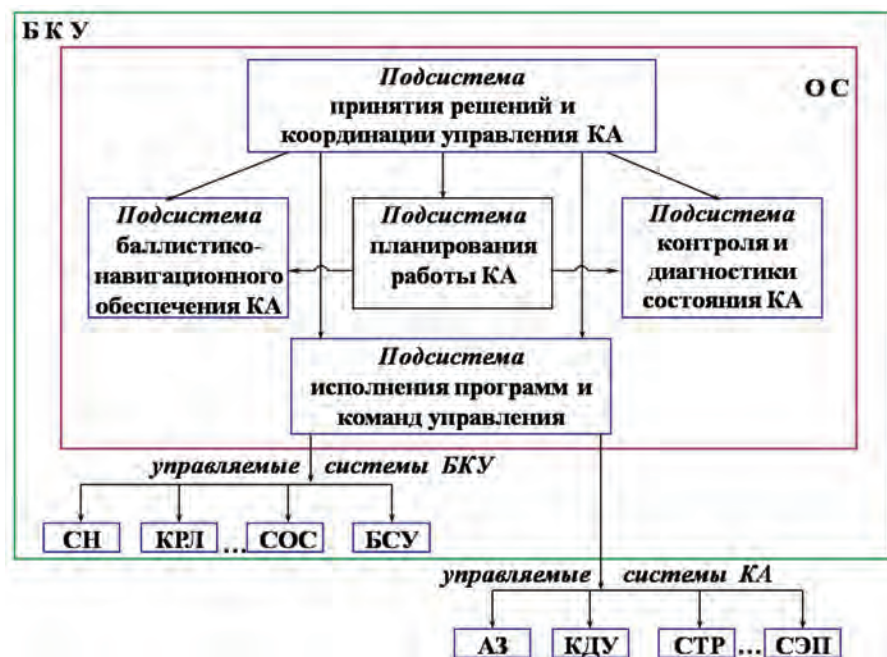 Б К У
О С
Подсистема
принятия решений и
координации управления КА
Подсистема
баллистико-
навигационного
обеспечения КА
Подсистема
планирования
работы КА
Подсистема
контроля и
диагностики
состояния КА
Подсистема
исполнения программ и
команд управления
управляемые системы БКУ
СН КРЛ ... СОС БСУ
управляемые системы КА
АЗ КДУ СТР ... СЭП